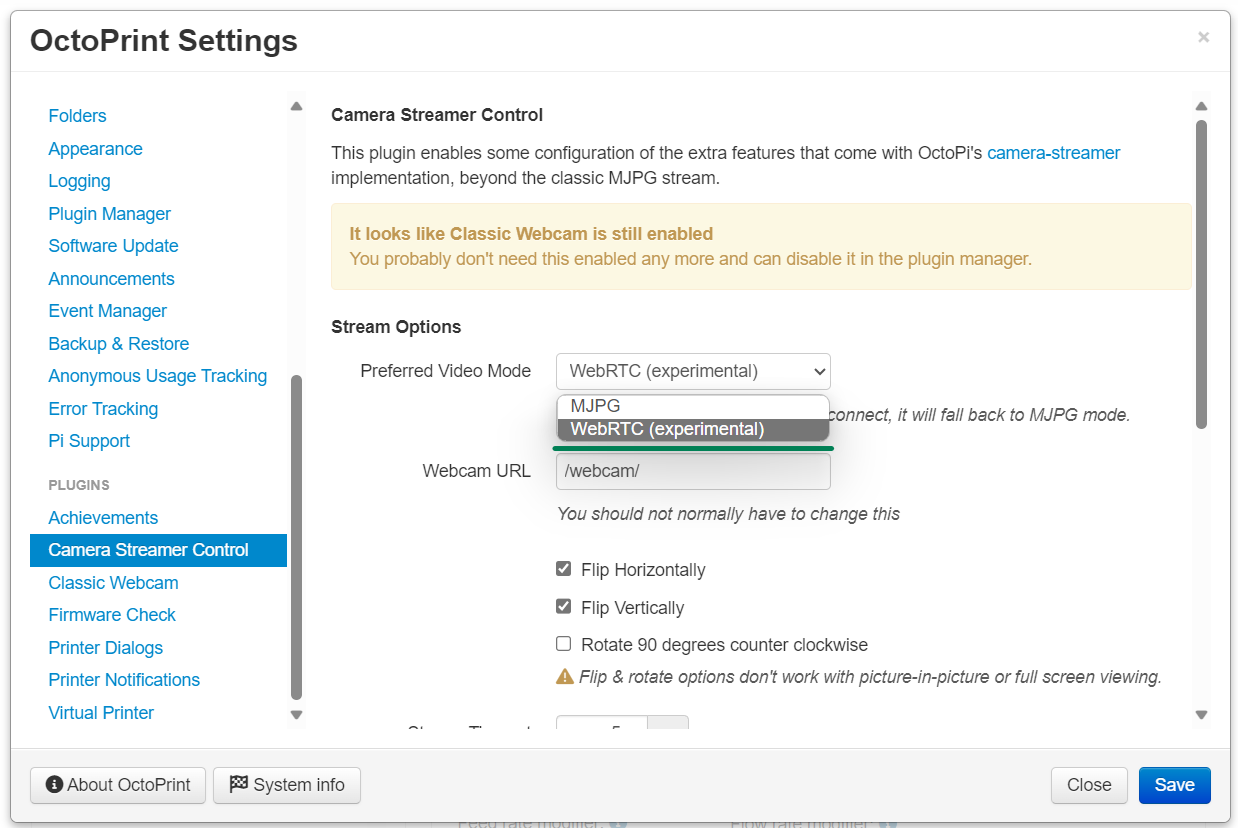 OctoPrint Settings
×
Folders
Appearance
Logging
Plugin Manager
Software Update
Announcements
Event Manager
Backup & Restore
Anonymous Usage Tracking
Error Tracking
Pi Support
PLUGINS
Achievements
Camera Streamer Control
Classic Webcam
Firmware Check
Printer Dialogs
Printer Notifications
Virtual Printer
Camera Streamer Control
This plugin enables some configuration of the extra features that come with OctoPi's camera-streamer
implementation, beyond the classic MJPG stream.
It looks like Classic Webcam is still enabled
You probably don't need this enabled any more and can disable it in the plugin manager.
Stream Options
Preferred Video Mode WebRTC (experimental)
MJPG
WebRTC (experimental)
connect, it will fall back to MJPG mode.
Webcam URL /webcam/
You should not normally have to change this
Flip Horizontally
Flip Vertically
Rotate 90 degrees counter clockwise
Flip & rotate options don't work with picture-in-picture or full screen viewing.
About OctoPrint
System info
Close
Save